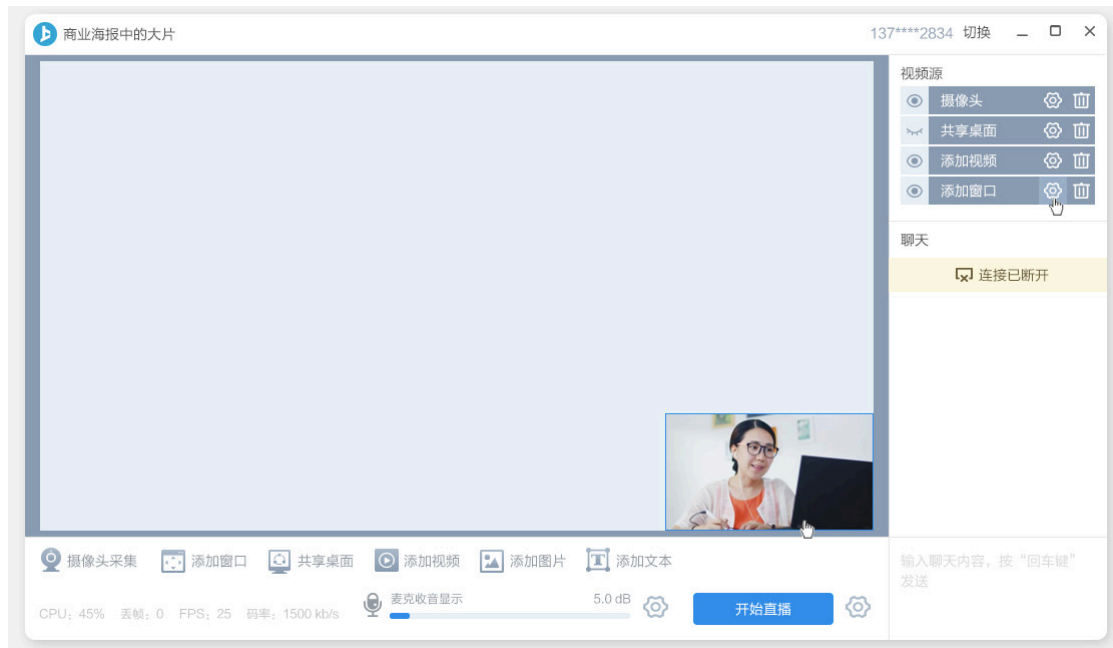 商业海报中的大片
137****2834 切换
视频源
摄像头
共享桌面
添加视频
添加窗口
聊天
连接已断开
摄像头采集 添加窗口 共享桌面 添加视频 添加图片 添加文本
输入聊天内容，按“回车键”
发送
麦克收音显示 5.0 dB
CPU：45% 丢帧：0 FPS：25 码率：1500 kb/s
开始直播